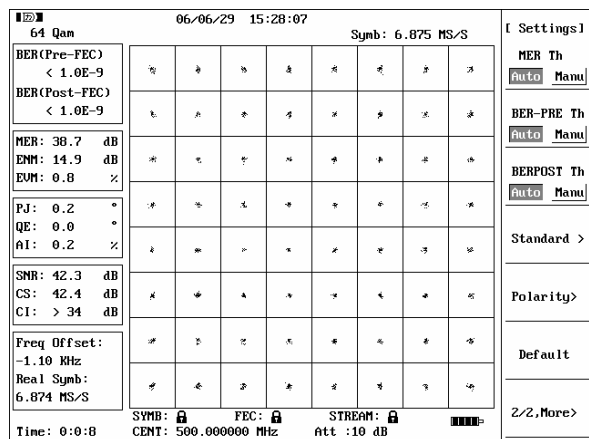 06/06/29 15:28:07
64 Qam
Symb: 6.875 MS/S
BER(Pre-FEC)
< 1.0E-9
BER(Post-FEC)
< 1.0E-9
MER: 38.7 dB
ENM: 14.9 dB
EVM: 0.8 %
PJ: 0.2 °
QE: 0.0 °
AI: 0.2 %
SNR: 42.3 dB
CS: 42.4 dB
CI: > 34 dB
Freq Offset:
-1.10 KHz
Real Symb:
6.874 MS/S
Time: 0:0:8
SYMB: FEC: STREAM:
CENT: 500.000000 MHz Att :10 dB
[ Settings]
MER Th
Auto Manu
BER-PRE Th
Auto Manu
BERPOST Th
Auto Manu
Standard >
Polarity>
Default
2/2,More>